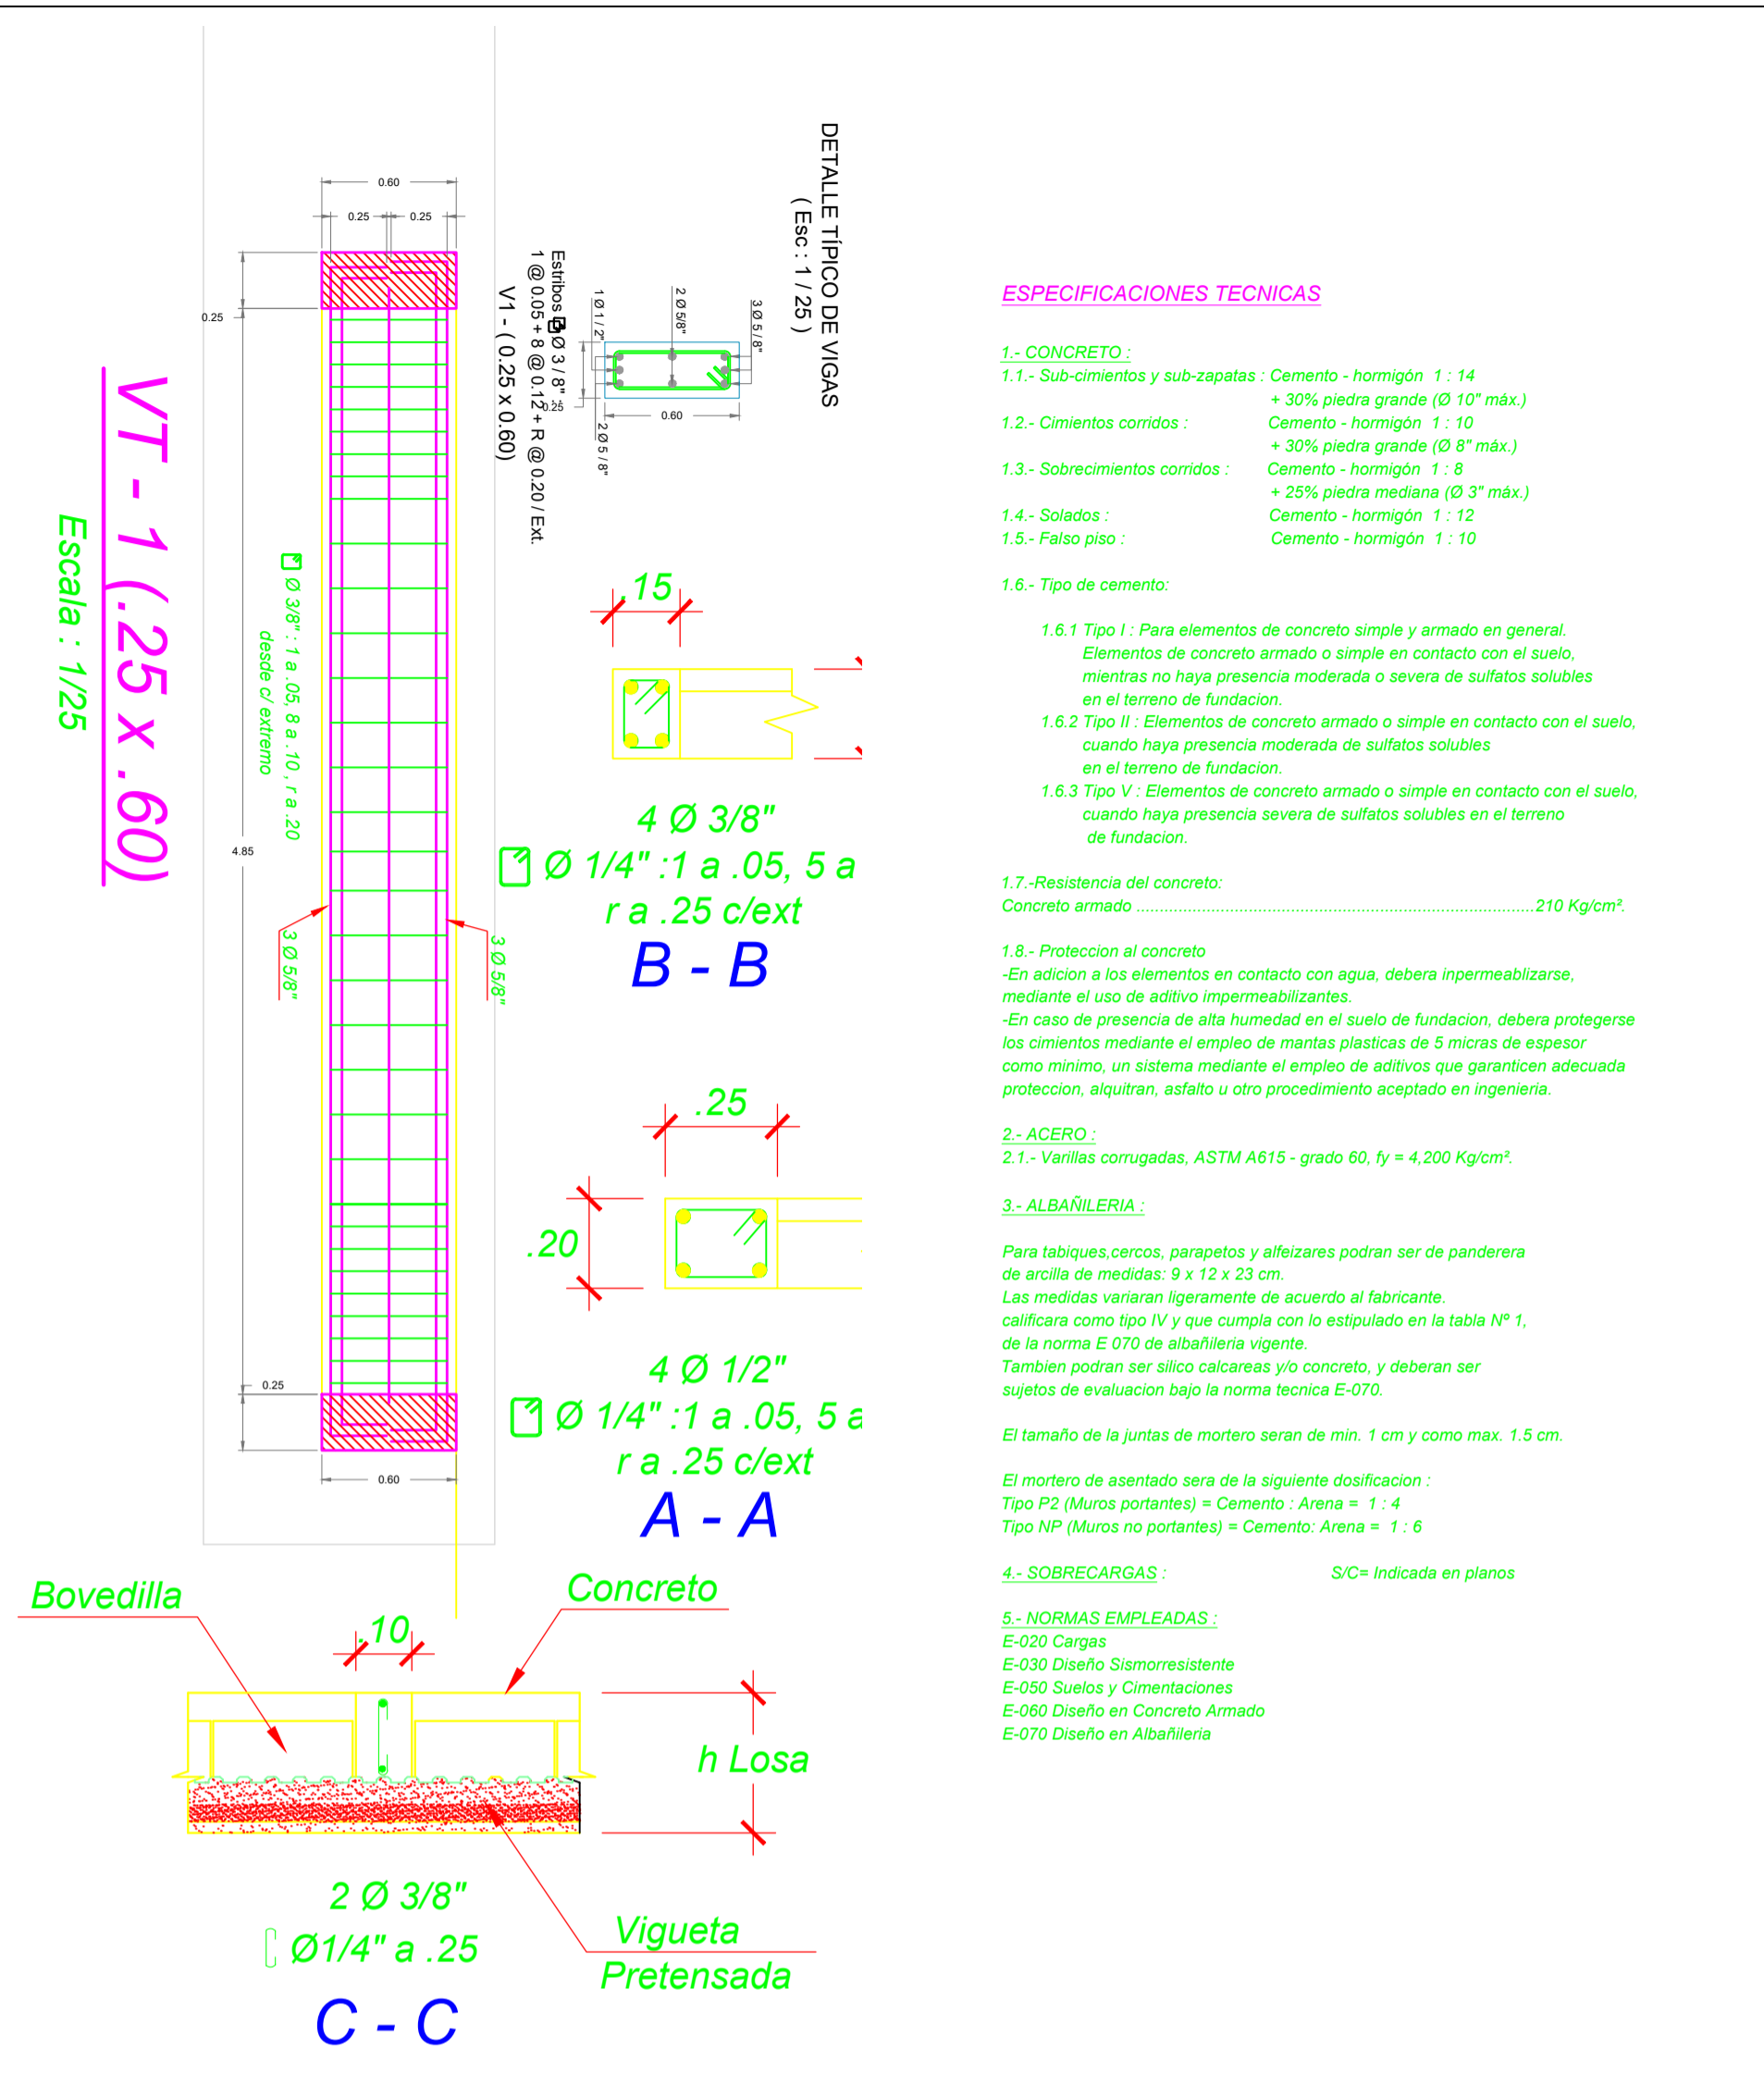 VT - 1 (.25 x .60)
Escala : 1/25
0.60
0.25
0.25
0.25
4.85
0.25
0.60
Ø 3/8" : 1 a .05, 8 a .10 , r a .20
desde c/ extremo
3 Ø 5/8"
3 Ø 5/8"
DETALLE TÍPICO DE VIGAS
( Esc : 1 / 25 )
3 Ø 5 / 8"
2 Ø 5/8"
1 Ø 1 / 2"
2 Ø 5 / 8"
0.60
0.25
Estribos Ø 3 / 8" :
1 @ 0.05 + 8 @ 0.12 + R @ 0.20 / Ext.
V1 - ( 0.25 x 0.60)
.15
4 Ø 3/8"
Ø 1/4" :1 a .05, 5 a
r a .25 c/ext
B - B
.25
.20
4 Ø 1/2"
Ø 1/4" :1 a .05, 5 a
r a .25 c/ext
A - A
Bovedilla
Concreto
.10
h Losa
2 Ø 3/8"
Ø1/4" a .25
Vigueta
Pretensada
C - C
ESPECIFICACIONES TECNICAS
1.- CONCRETO :
1.1.- Sub-cimientos y sub-zapatas : Cemento - hormigón 1 : 14
+ 30% piedra grande (Ø 10" máx.)
1.2.- Cimientos corridos : Cemento - hormigón 1 : 10
+ 30% piedra grande (Ø 8" máx.)
1.3.- Sobrecimientos corridos : Cemento - hormigón 1 : 8
+ 25% piedra mediana (Ø 3" máx.)
1.4.- Solados : Cemento - hormigón 1 : 12
1.5.- Falso piso : Cemento - hormigón 1 : 10
1.6.- Tipo de cemento:
1.6.1 Tipo I : Para elementos de concreto simple y armado en general.
Elementos de concreto armado o simple en contacto con el suelo,
mientras no haya presencia moderada o severa de sulfatos solubles
en el terreno de fundacion.
1.6.2 Tipo II : Elementos de concreto armado o simple en contacto con el suelo,
cuando haya presencia moderada de sulfatos solubles
en el terreno de fundacion.
1.6.3 Tipo V : Elementos de concreto armado o simple en contacto con el suelo,
cuando haya presencia severa de sulfatos solubles en el terreno
de fundacion.
1.7.-Resistencia del concreto:
Concreto armado .....................................................................................210 Kg/cm².
1.8.- Proteccion al concreto
-En adicion a los elementos en contacto con agua, debera inpermeablizarse,
mediante el uso de aditivo impermeabilizantes.
-En caso de presencia de alta humedad en el suelo de fundacion, debera protegerse
los cimientos mediante el empleo de mantas plasticas de 5 micras de espesor
como minimo, un sistema mediante el empleo de aditivos que garanticen adecuada
proteccion, alquitran, asfalto u otro procedimiento aceptado en ingenieria.
2.- ACERO :
2.1.- Varillas corrugadas, ASTM A615 - grado 60, fy = 4,200 Kg/cm².
3.- ALBAÑILERIA :
Para tabiques,cercos, parapetos y alfeizares podran ser de panderera
de arcilla de medidas: 9 x 12 x 23 cm.
Las medidas variaran ligeramente de acuerdo al fabricante.
calificara como tipo IV y que cumpla con lo estipulado en la tabla Nº 1,
de la norma E 070 de albañileria vigente.
Tambien podran ser silico calcareas y/o concreto, y deberan ser
sujetos de evaluacion bajo la norma tecnica E-070.
El tamaño de la juntas de mortero seran de min. 1 cm y como max. 1.5 cm.
El mortero de asentado sera de la siguiente dosificacion :
Tipo P2 (Muros portantes) = Cemento : Arena = 1 : 4
Tipo NP (Muros no portantes) = Cemento: Arena = 1 : 6
4.- SOBRECARGAS : S/C= Indicada en planos
5.- NORMAS EMPLEADAS :
E-020 Cargas
E-030 Diseño Sismorresistente
E-050 Suelos y Cimentaciones
E-060 Diseño en Concreto Armado
E-070 Diseño en Albañileria